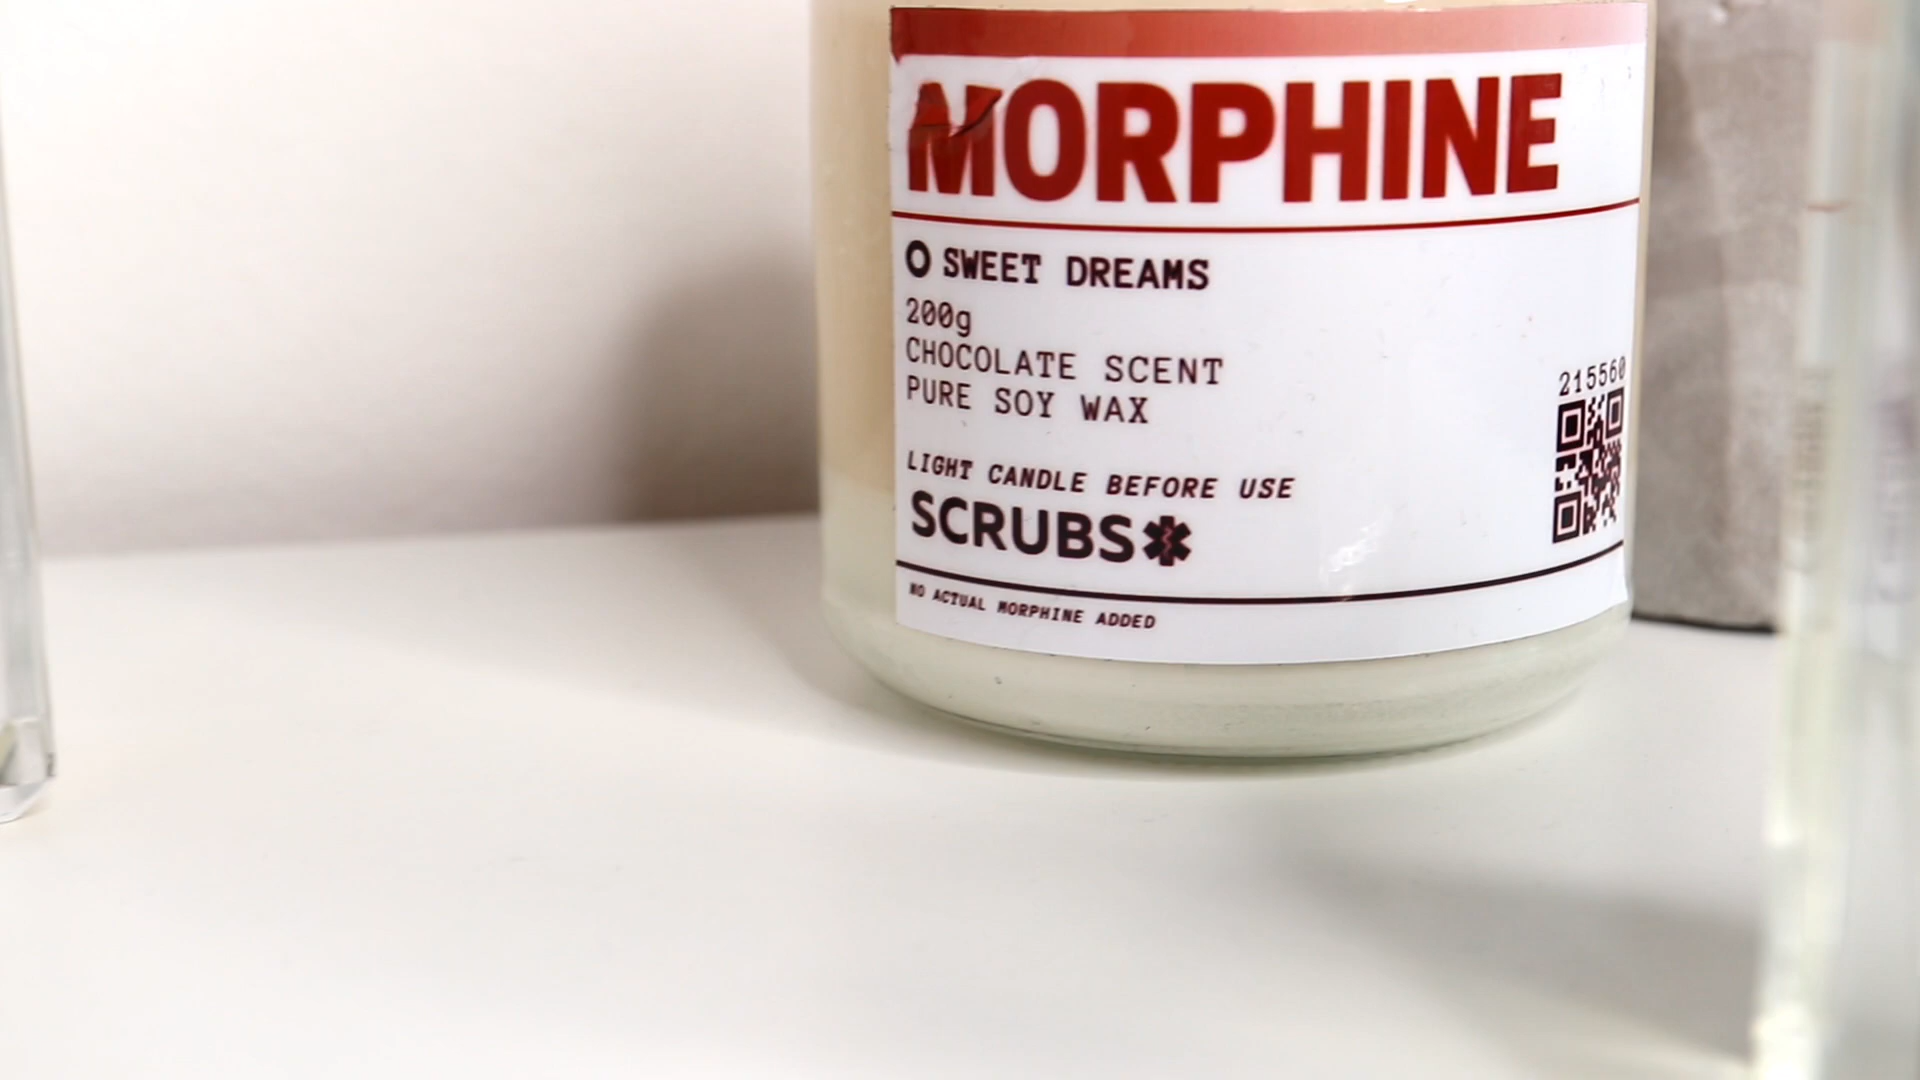 MORPHINE
O SWEET DREAMS
200g
CHOCOLATE SCENT
PURE SOY WAX
215560
LIGHT CANDLE BEFORE USE
SCRUBS
NO ACTUAL MORPHINE ADDED